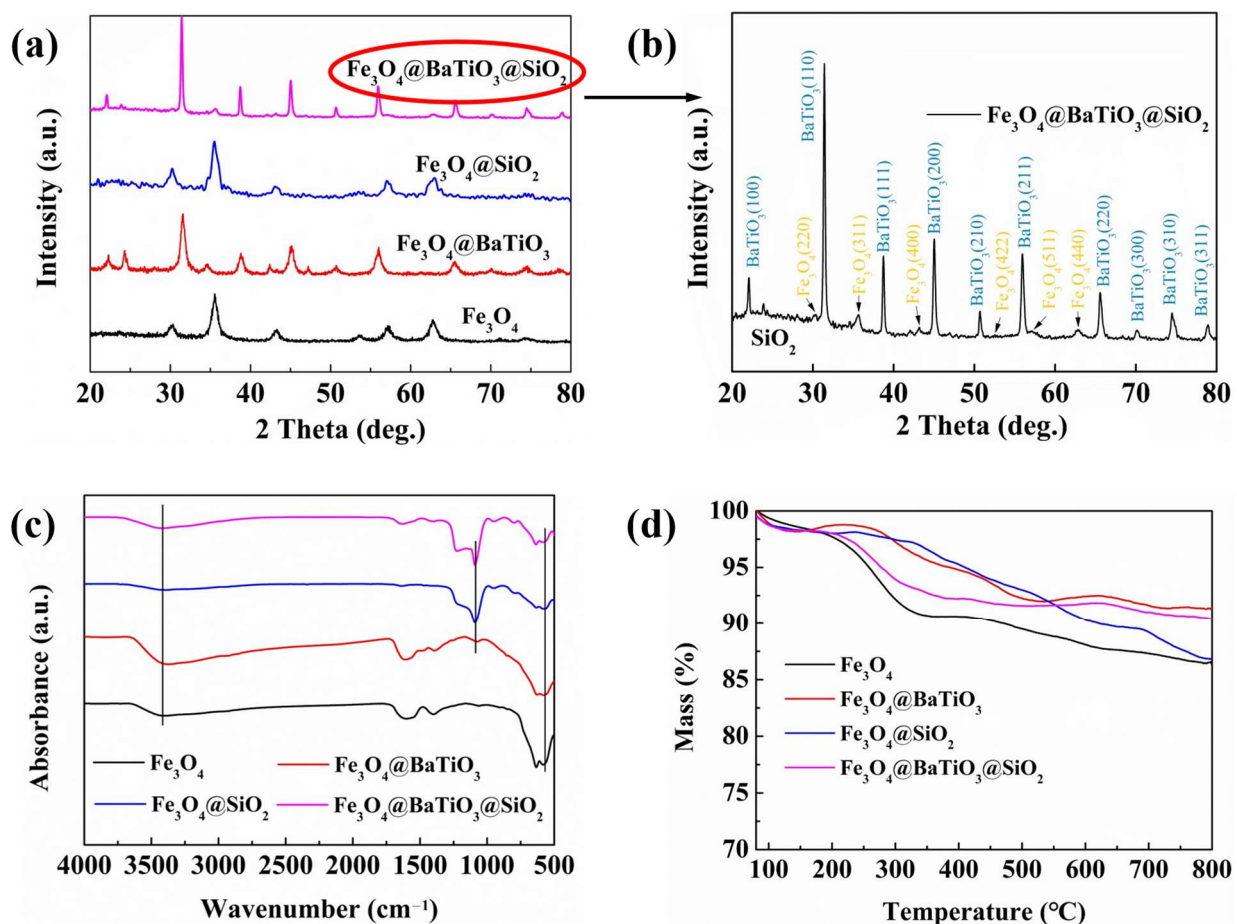 (a)
Intensity (a.u.)
Fe₃O₄@BaTiO₃@SiO₂
Fe₃O₄@SiO₂
Fe₃O₄@BaTiO₃
Fe₃O₄
20 30 40 50 60 70 80
2 Theta (deg.)
(b)
Intensity (a.u.)
Fe₃O₄@BaTiO₃@SiO₂
BaTiO₃(100)
Fe₃O₄(220)
BaTiO₃(110)
Fe₃O₄(311)
BaTiO₃(111)
Fe₃O₄(400)
BaTiO₃(200)
BaTiO₃(210)
Fe₃O₄(422)
BaTiO₃(211)
Fe₃O₄(511)
Fe₃O₄(440)
BaTiO₃(220)
BaTiO₃(300)
BaTiO₃(310)
BaTiO₃(311)
SiO₂
20 30 40 50 60 70 80
2 Theta (deg.)
(c)
Absorbance (a.u.)
Fe₃O₄
Fe₃O₄@BaTiO₃
Fe₃O₄@SiO₂
Fe₃O₄@BaTiO₃@SiO₂
4000 3500 3000 2500 2000 1500 1000 500
Wavenumber (cm⁻¹)
(d)
Mass (%)
100
95
90
85
80
75
70
Fe₃O₄
Fe₃O₄@BaTiO₃
Fe₃O₄@SiO₂
Fe₃O₄@BaTiO₃@SiO₂
100 200 300 400 500 600 700 800
Temperature (°C)